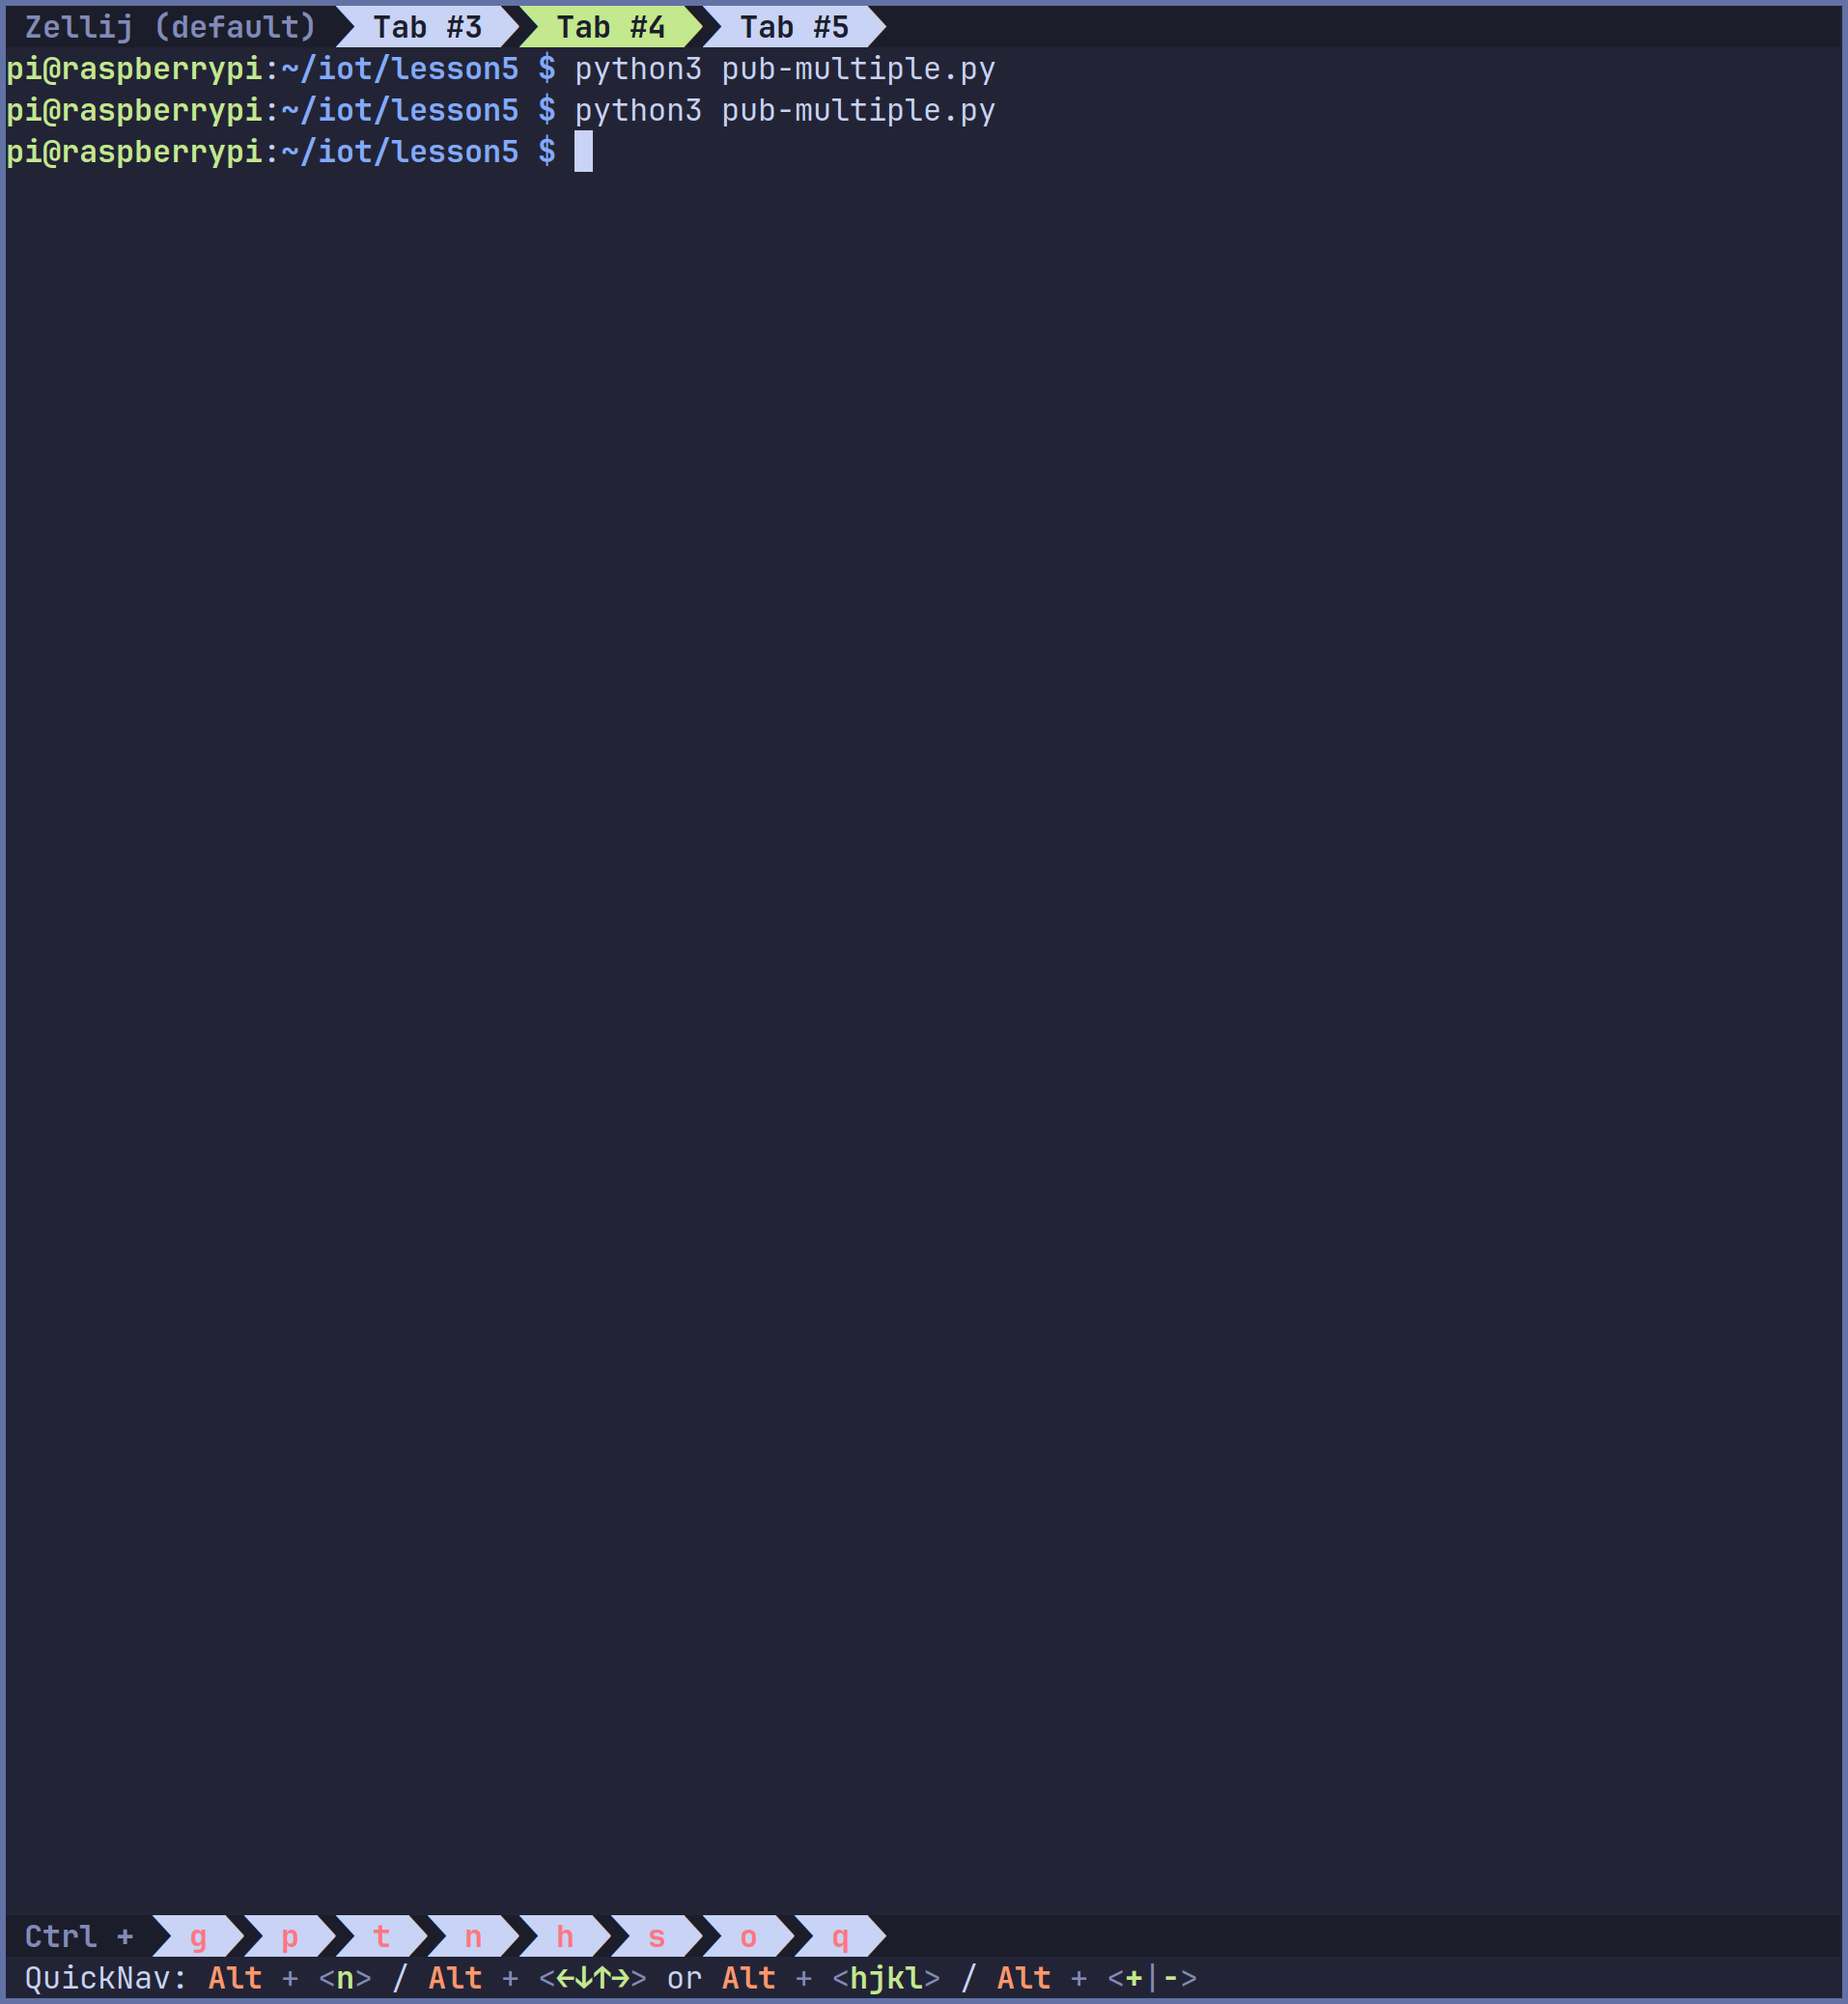 Zellij (default) Tab #3 Tab #4 Tab #5
pi@raspberrypi:~/iot/lesson5 $ python3 pub-multiple.py
pi@raspberrypi:~/iot/lesson5 $ python3 pub-multiple.py
pi@raspberrypi:~/iot/lesson5 $
Ctrl + g p t n h s o q
QuickNav: Alt + <n> / Alt + <←↓↑→> or Alt + <hjkl> / Alt + <+|->